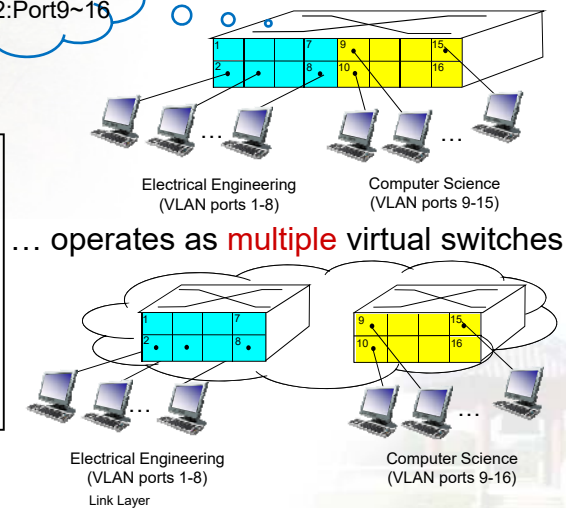 2:Port9~16
1 7 9 15
2 8 10 16
...
...
Electrical Engineering
(VLAN ports 1-8)
Computer Science
(VLAN ports 9-15)
... operates as multiple virtual switches
1 7 9 15
2 8 10 16
...
...
Electrical Engineering
(VLAN ports 1-8)
Computer Science
(VLAN ports 9-16)
Link Layer